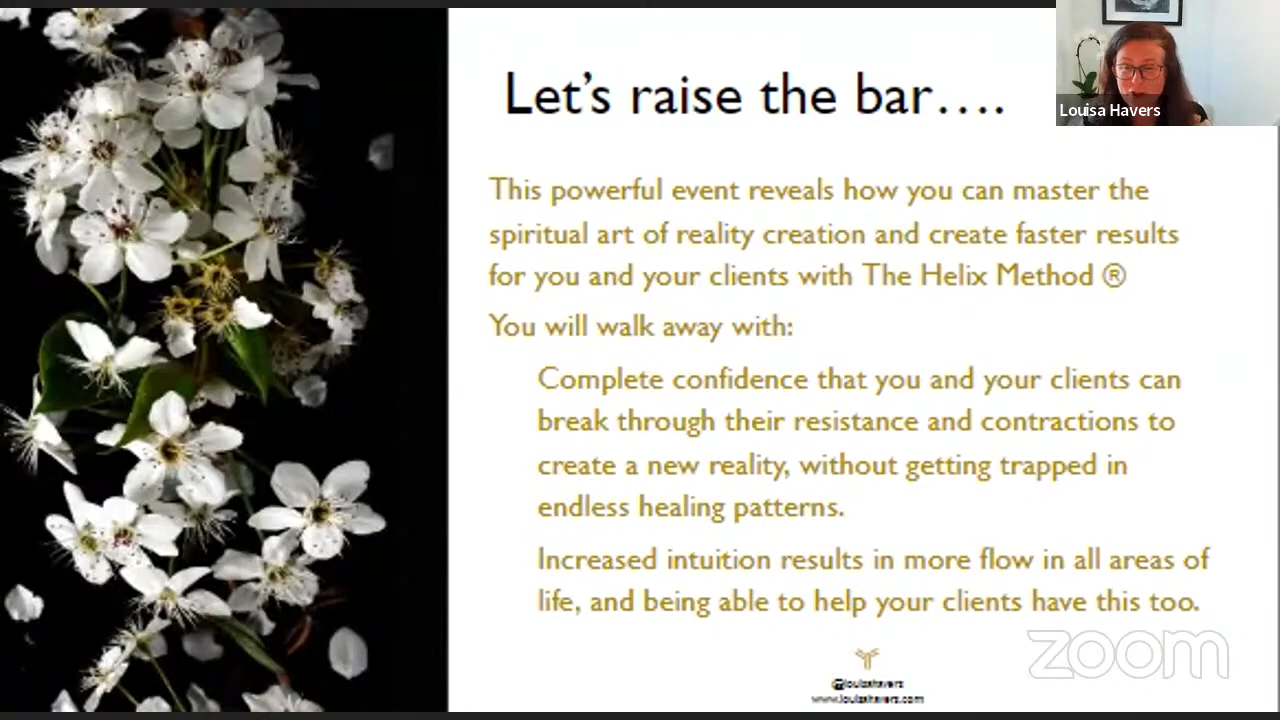 Let's raise the bar....
Louisa Havers
This powerful event reveals how you can master the
spiritual art of reality creation and create faster results
for you and your clients with The Helix Method ®
You will walk away with:
Complete confidence that you and your clients can
break through their resistance and contractions to
create a new reality, without getting trapped in
endless healing patterns.
Increased intuition results in more flow in all areas of
life, and being able to help your clients have this too.
zoom
@louisahavers
www.louisahavers.com